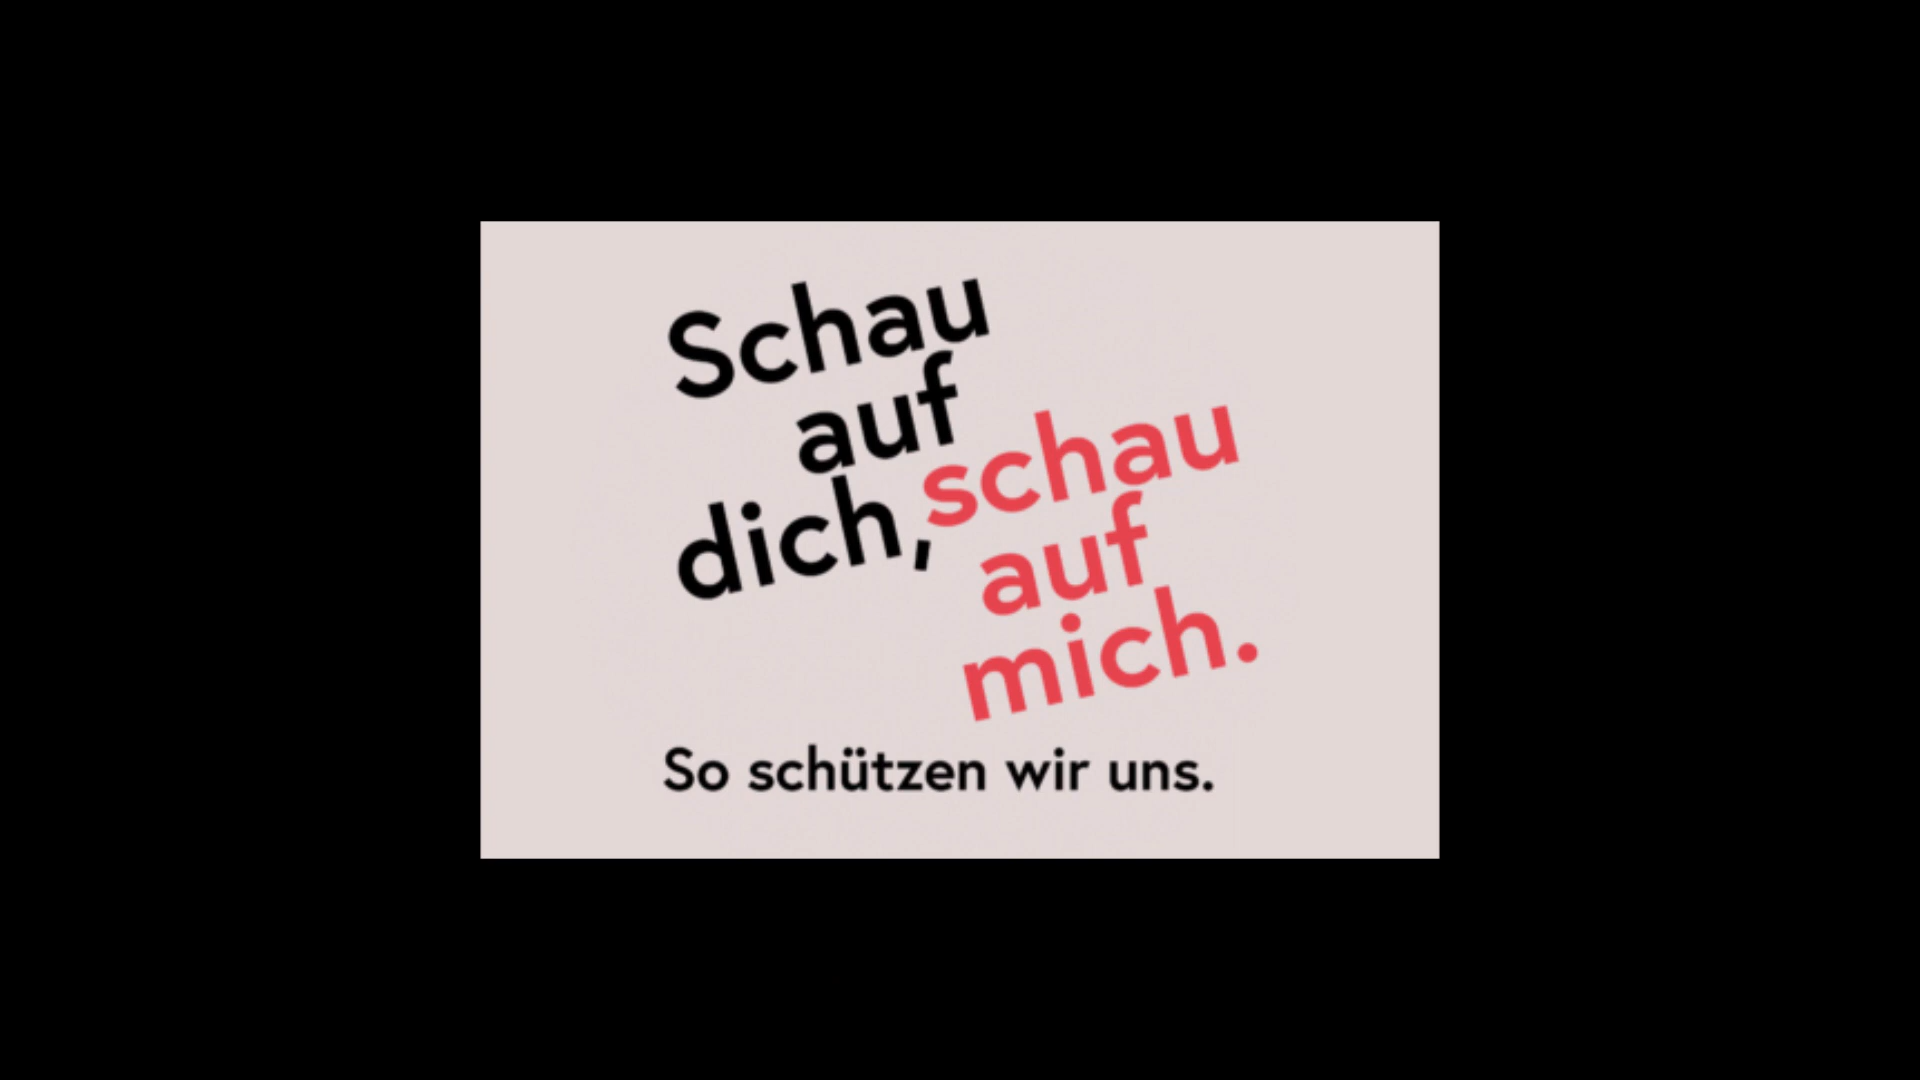 Schau
auf
dich,
schau
auf
mich.
So schützen wir uns.